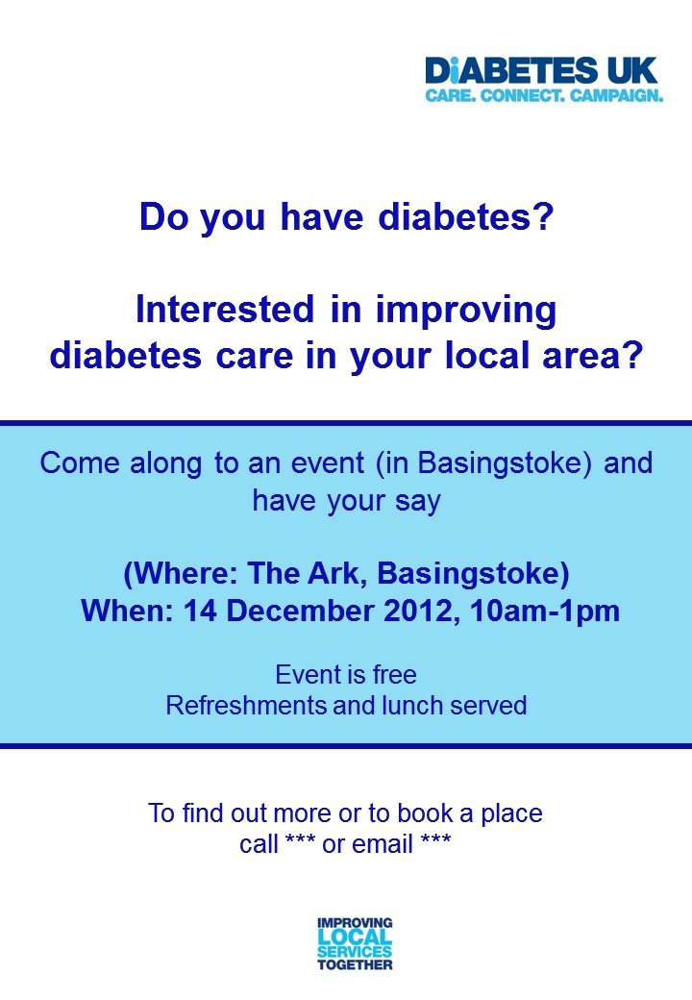 DiABETES UK
CARE. CONNECT. CAMPAIGN.
Do you have diabetes?
Interested in improving
diabetes care in your local area?
Come along to an event (in Basingstoke) and
have your say
(Where: The Ark, Basingstoke)
When: 14 December 2012, 10am-1pm
Event is free
Refreshments and lunch served
To find out more or to book a place
call *** or email ***
IMPROVING
LOCAL
SERVICES
TOGETHER